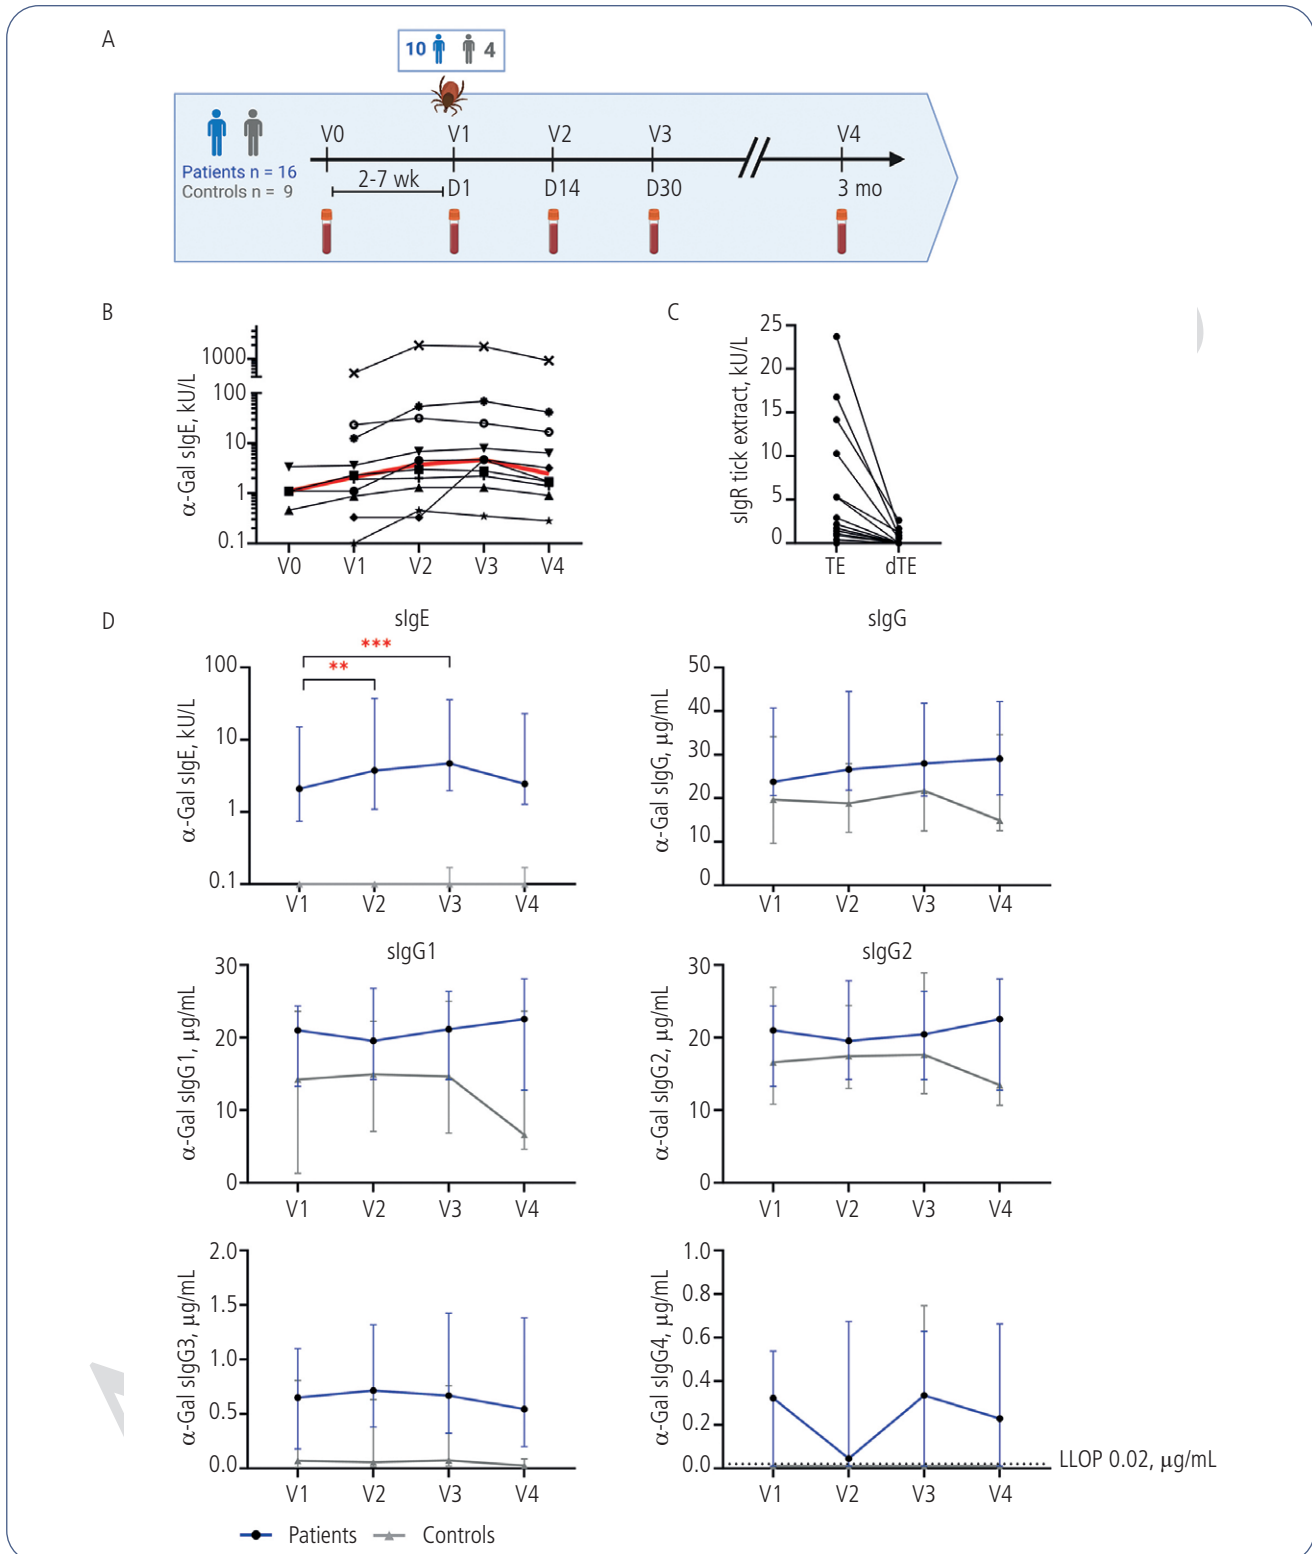 A
10 4
V0 V1 V2 V3 V4
Patients n = 16
Controls n = 9
2-7 wk D1 D14 D30 3 mo
B
α-Gal sIgE, kU/L
1000
100
10
1
0.1
V0 V1 V2 V3 V4
C
sIgR tick extract, kU/L
25
20
15
10
5
0
TE dTE
D
sIgE
*** 
**
α-Gal sIgE, kU/L
100
10
1
0.1
V1 V2 V3 V4
sIgG
α-Gal sIgG, µg/mL
50
40
30
20
10
0
V1 V2 V3 V4
sIgG1
α-Gal sIgG1, µg/mL
30
20
10
0
V1 V2 V3 V4
sIgG2
α-Gal sIgG2, µg/mL
30
20
10
0
V1 V2 V3 V4
α-Gal sIgG3, µg/mL
2.0
1.5
1.0
0.5
0.0
V1 V2 V3 V4
α-Gal sIgG4, µg/mL
1.0
0.8
0.6
0.4
0.2
0.0
LLOP 0.02, µg/mL
V1 V2 V3 V4
Patients Controls